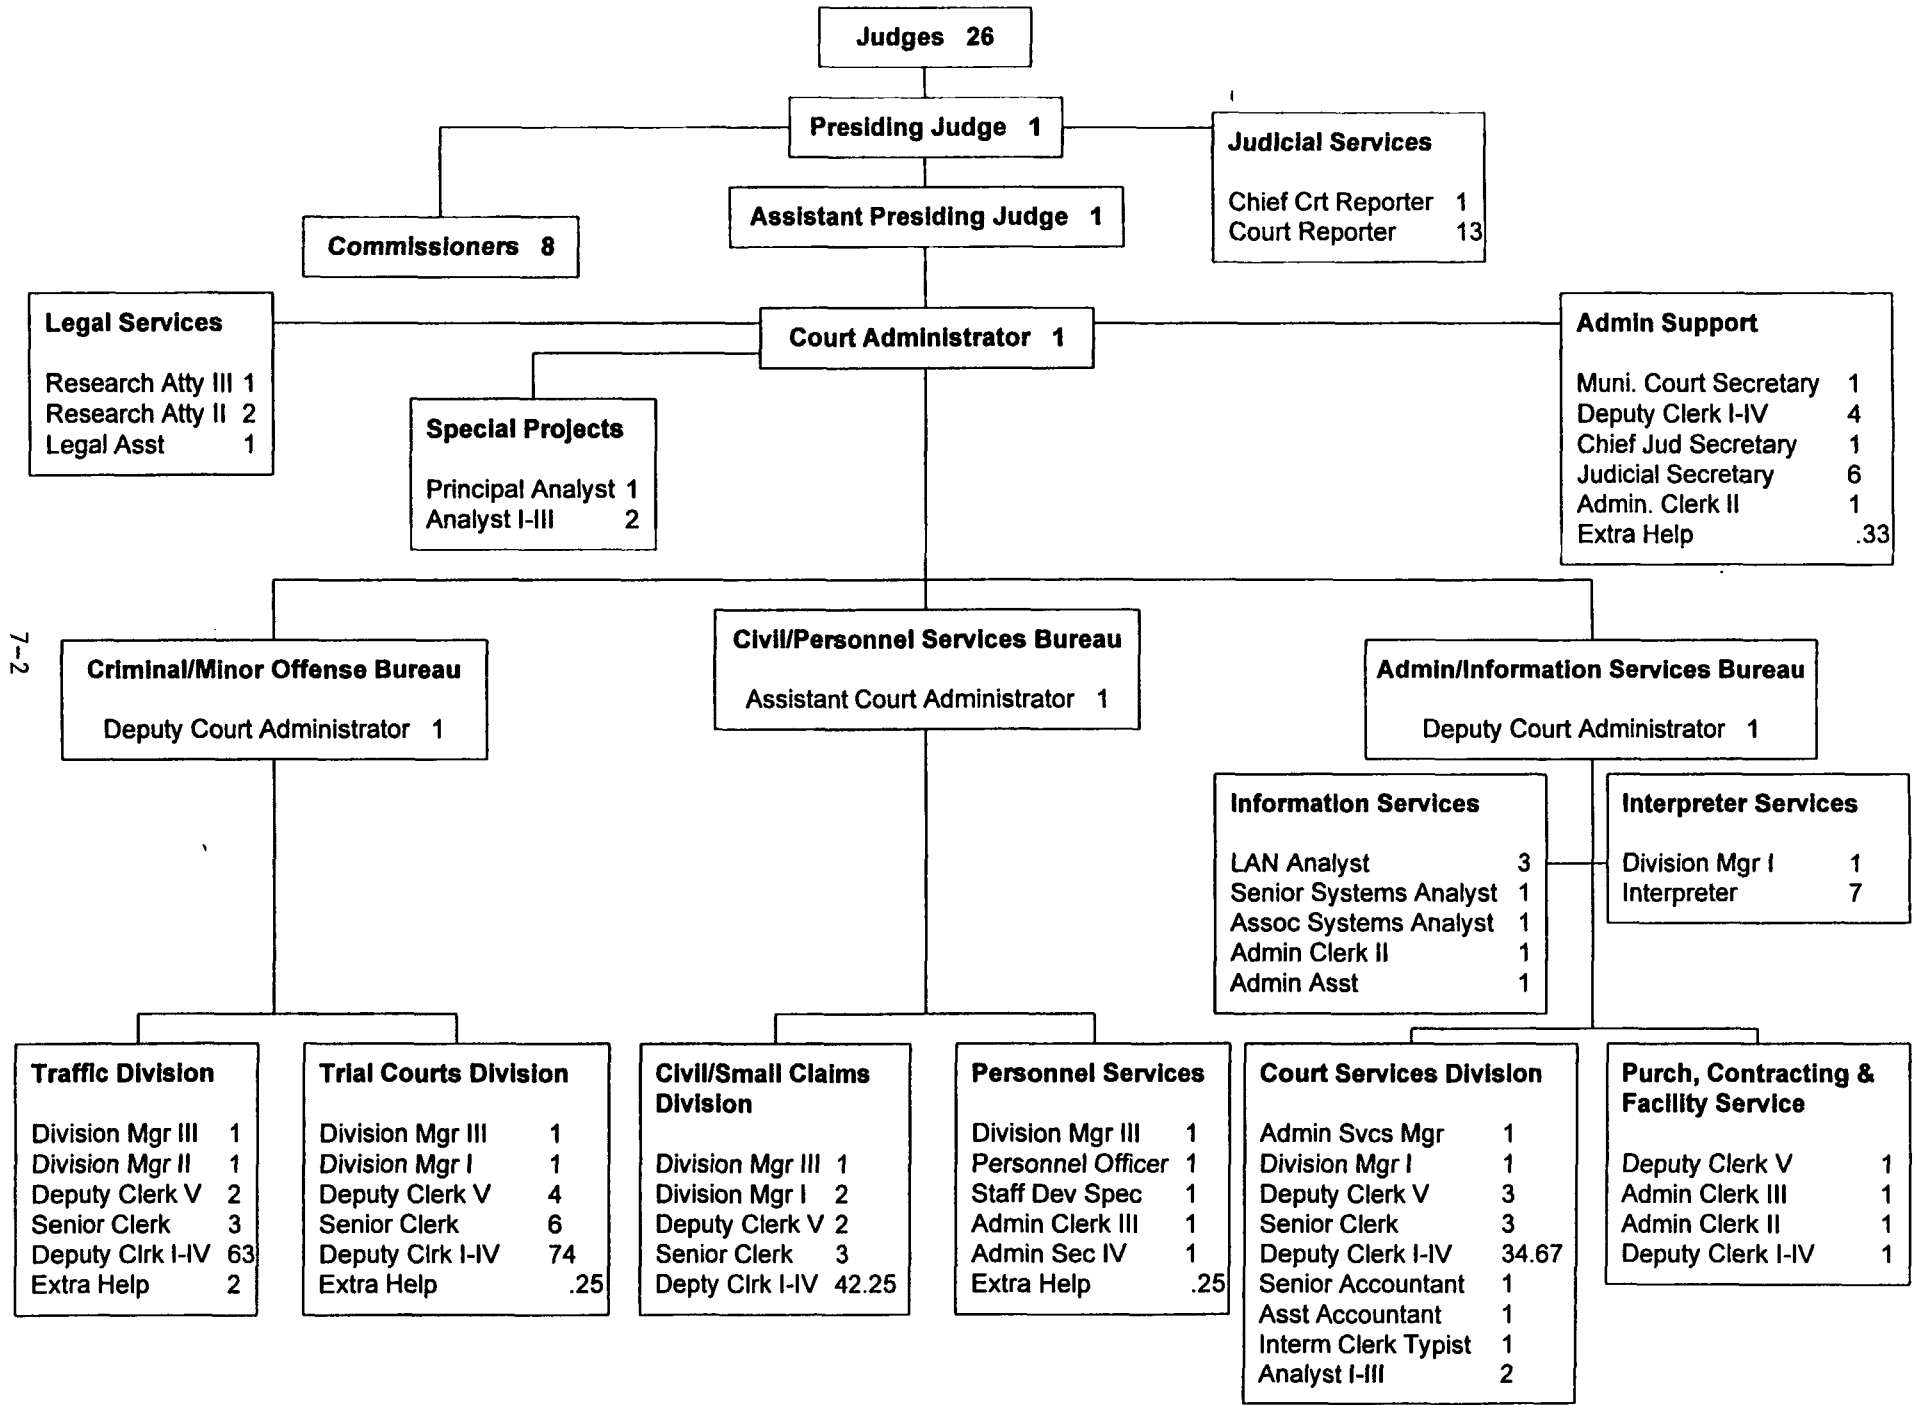 Judges 26
Presiding Judge 1
Judicial Services
Chief Crt Reporter 1
Court Reporter 13
Assistant Presiding Judge 1
Commissioners 8
Legal Services
Research Atty III 1
Research Atty II 2
Legal Asst 1
Court Administrator 1
Admin Support
Muni. Court Secretary 1
Deputy Clerk I-IV 4
Chief Jud Secretary 1
Judicial Secretary 6
Admin. Clerk II 1
Extra Help .33
Special Projects
Principal Analyst 1
Analyst I-III 2
7-2
Criminal/Minor Offense Bureau
Deputy Court Administrator 1
Civil/Personnel Services Bureau
Assistant Court Administrator 1
Admin/Information Services Bureau
Deputy Court Administrator 1
Information Services
LAN Analyst 3
Senior Systems Analyst 1
Assoc Systems Analyst 1
Admin Clerk II 1
Admin Asst 1
Interpreter Services
Division Mgr I 1
Interpreter 7
Traffic Division
Division Mgr III 1
Division Mgr II 1
Deputy Clerk V 2
Senior Clerk 3
Deputy Clrk I-IV 63
Extra Help 2
Trial Courts Division
Division Mgr III 1
Division Mgr I 1
Deputy Clerk V 4
Senior Clerk 6
Deputy Clrk I-IV 74
Extra Help .25
Civil/Small Claims
Division
Division Mgr III 1
Division Mgr I 2
Deputy Clerk V 2
Senior Clerk 3
Depty Clrk I-IV 42.25
Personnel Services
Division Mgr III 1
Personnel Officer 1
Staff Dev Spec 1
Admin Clerk III 1
Admin Sec IV 1
Extra Help .25
Court Services Division
Admin Svcs Mgr 1
Division Mgr I 1
Deputy Clerk V 3
Senior Clerk 3
Deputy Clerk I-IV 34.67
Senior Accountant 1
Asst Accountant 1
Interm Clerk Typist 1
Analyst I-III 2
Purch, Contracting &
Facility Service
Deputy Clerk V 1
Admin Clerk III 1
Admin Clerk II 1
Deputy Clerk I-IV 1